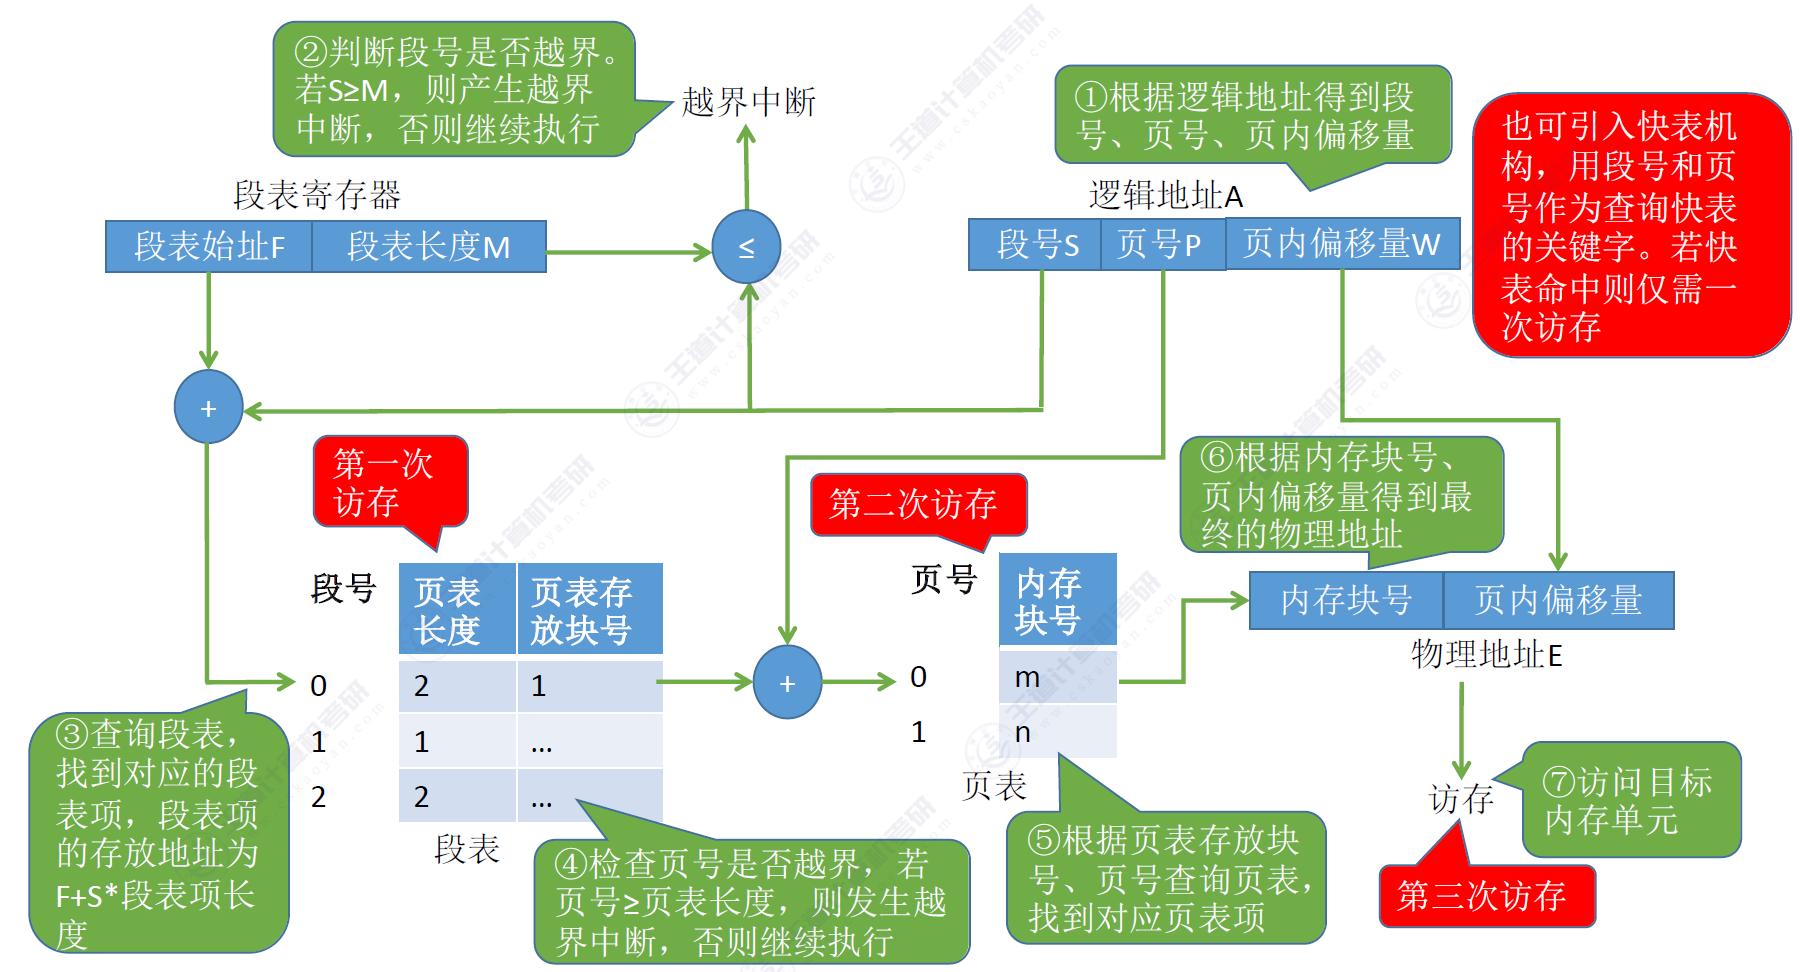 ②判断段号是否越界。
若S≥M，则产生越界
中断，否则继续执行
越界中断
①根据逻辑地址得到段
号、页号、页内偏移量
也可引入快表机
构，用段号和页
号作为查询快表
的关键字。若快
表命中则仅需一
次访存
段表寄存器
段表始址F 段表长度M
≤
逻辑地址A
段号S 页号P 页内偏移量W
+
第一次
访存
第二次访存
⑥根据内存块号、
页内偏移量得到最
终的物理地址
段号
页表
长度
页表存
放块号
0 2 1
1 1 ...
2 2 ...
段表
+
页号
内存
块号
0 m
1 n
页表
内存块号 页内偏移量
物理地址E
访存
③查询段表，
找到对应的段
表项，段表项
的存放地址为
F+S*段表项长
度
④检查页号是否越界，若
页号≥页表长度，则发生越
界中断，否则继续执行
⑤根据页表存放块
号、页号查询页表，
找到对应页表项
⑦访问目标
内存单元
第三次访存
王道计算机考研
www.cskaoyan.com